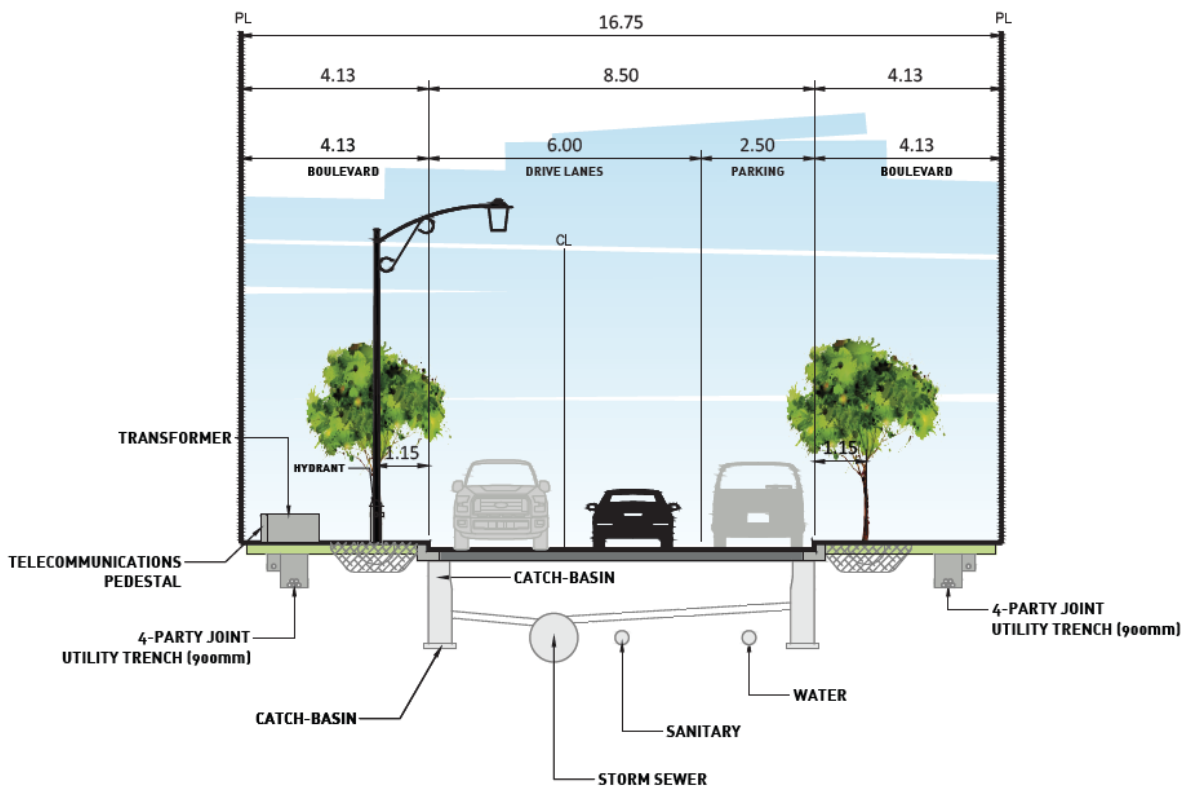 PL
PL
16.75
4.13
8.50
4.13
4.13
6.00
2.50
4.13
BOULEVARD
DRIVE LANES
PARKING
BOULEVARD
CL
TRANSFORMER
1.15
1.15
HYDRANT
TELECOMMUNICATIONS
PEDESTAL
CATCH-BASIN
4-PARTY JOINT
UTILITY TRENCH (900mm)
4-PARTY JOINT
UTILITY TRENCH (900mm)
WATER
CATCH-BASIN
SANITARY
STORM SEWER